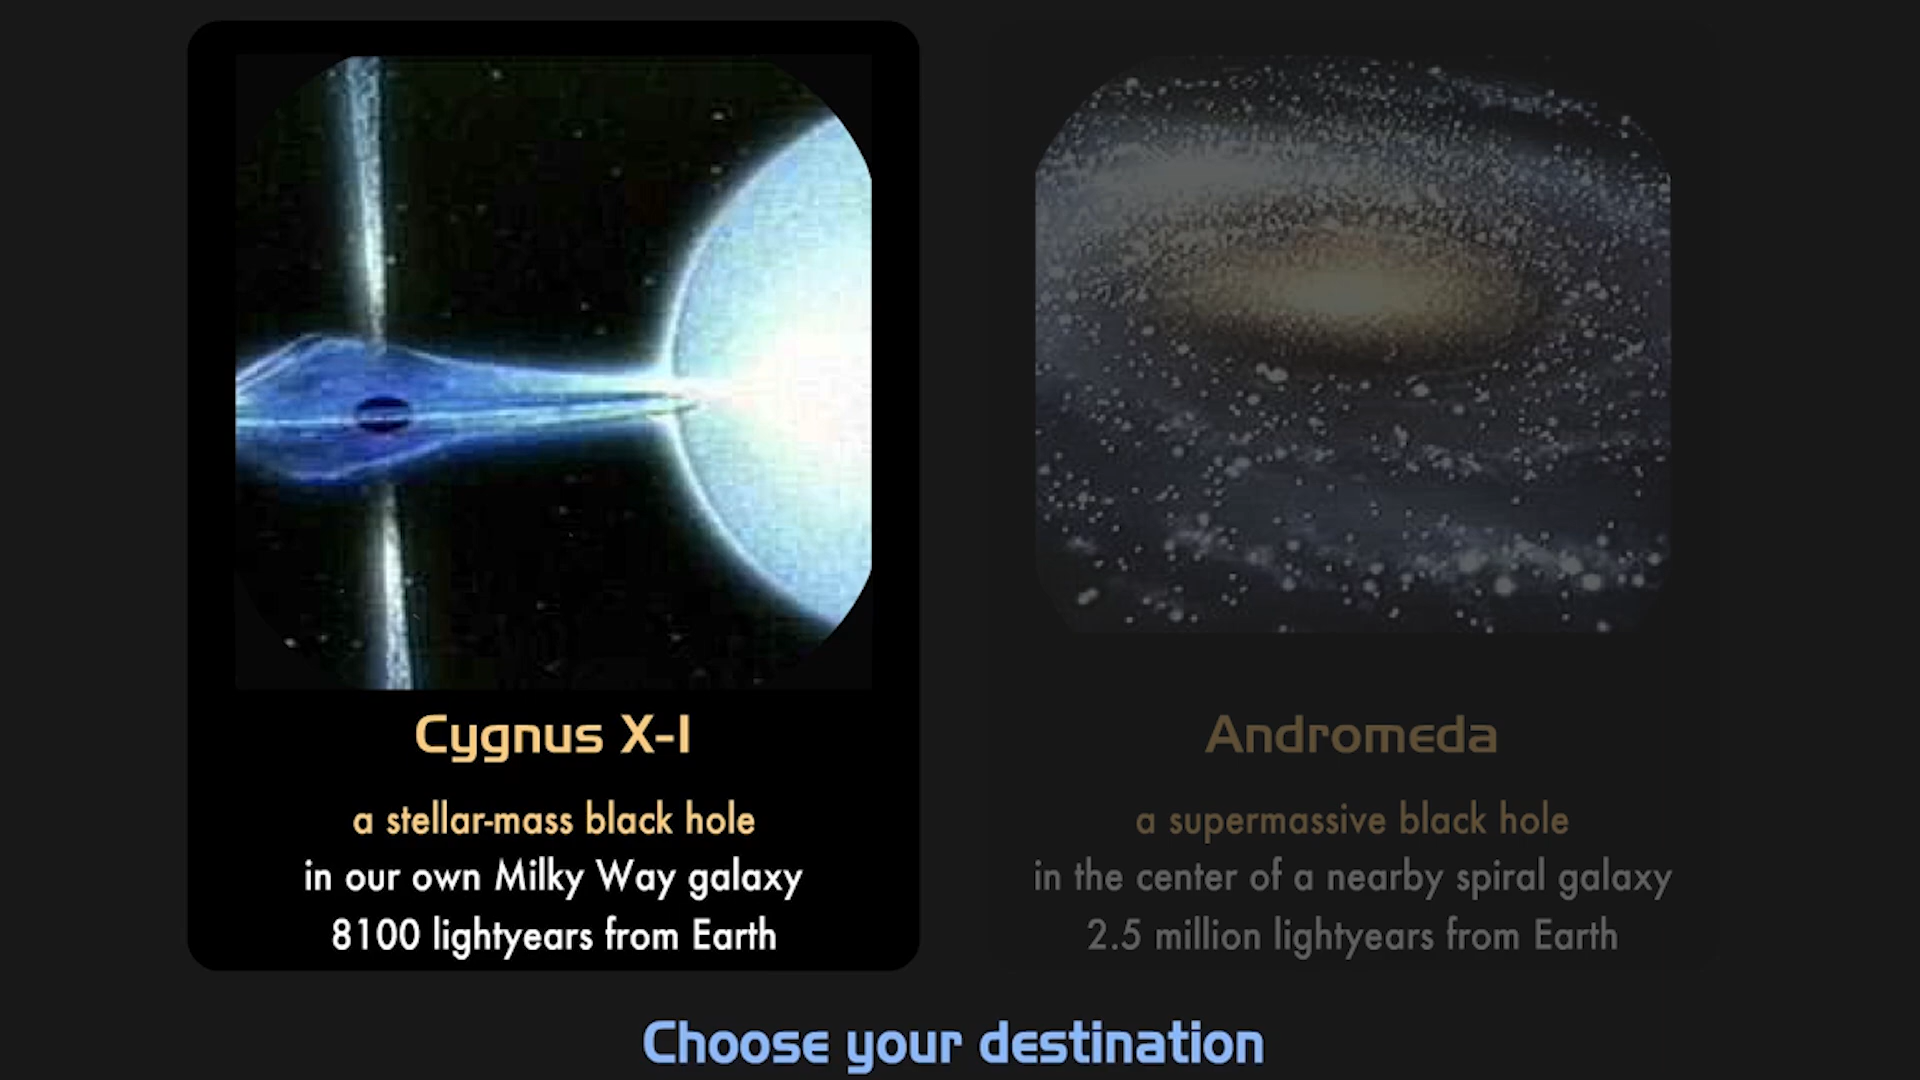 Cygnus X-1
a stellar-mass black hole
in our own Milky Way galaxy
8100 lightyears from Earth
Andromeda
a supermassive black hole
in the center of a nearby spiral galaxy
2.5 million lightyears from Earth
Choose your destination